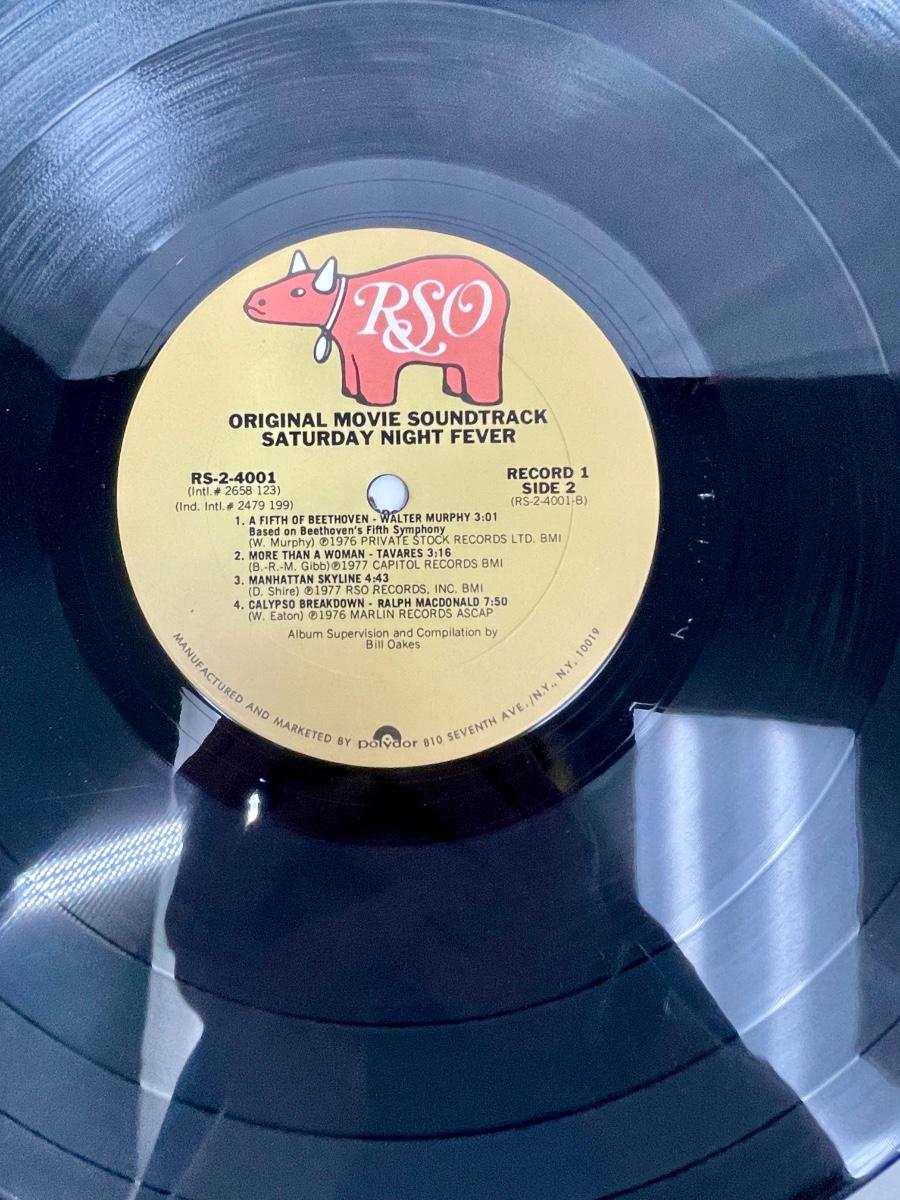 RSO
ORIGINAL MOVIE SOUNDTRACK
SATURDAY NIGHT FEVER
RS-2-4001
(Intl.# 2658 123)
(Ind. Intl.# 2479 199)
RECORD 1
SIDE 2
(RS-2-4001-B)
1. A FIFTH OF BEETHOVEN - WALTER MURPHY 3:01
Based on Beethoven's Fifth Symphony
(W. Murphy) ℗1976 PRIVATE STOCK RECORDS LTD. BMI
2. MORE THAN A WOMAN - TAVARES 3:16
(B.-R.-M. Gibb)℗1977 CAPITOL RECORDS BMI
3. MANHATTAN SKYLINE 4:43
(D. Shire) ℗1977 RSO RECORDS, INC. BMI
4. CALYPSO BREAKDOWN - RALPH MACDONALD 7:50
(W. Eaton) ℗1976 MARLIN RECORDS ASCAP
Album Supervision and Compilation by
Bill Oakes
MANUFACTURED AND MARKETED BY polydor 810 SEVENTH AVE./N.Y., N.Y. 10019